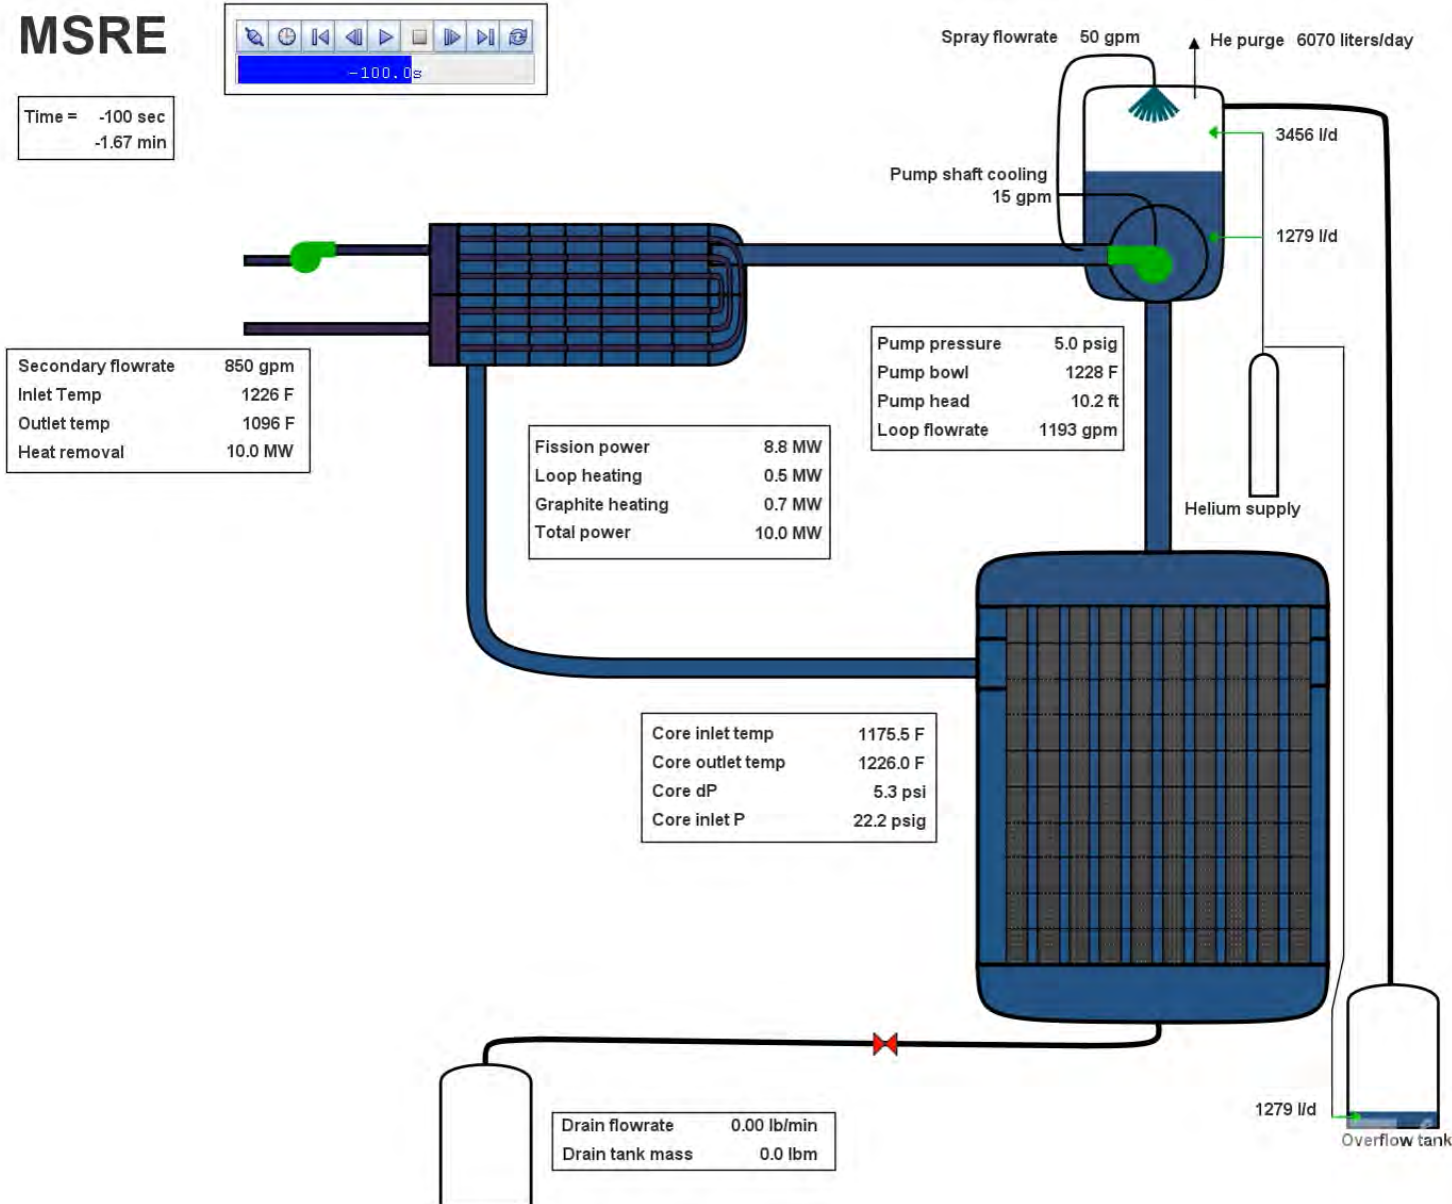 MSRE
-100.0s
Time = -100 sec
-1.67 min
Spray flowrate 50 gpm
He purge 6070 liters/day
3456 l/d
Pump shaft cooling
15 gpm
1279 l/d
Secondary flowrate 850 gpm
Inlet Temp 1226 F
Outlet temp 1096 F
Heat removal 10.0 MW
Pump pressure 5.0 psig
Pump bowl 1228 F
Pump head 10.2 ft
Loop flowrate 1193 gpm
Fission power 8.8 MW
Loop heating 0.5 MW
Graphite heating 0.7 MW
Total power 10.0 MW
Helium supply
Core inlet temp 1175.5 F
Core outlet temp 1226.0 F
Core dP 5.3 psi
Core inlet P 22.2 psig
Drain flowrate 0.00 lb/min
Drain tank mass 0.0 lbm
1279 l/d
Overflow tank